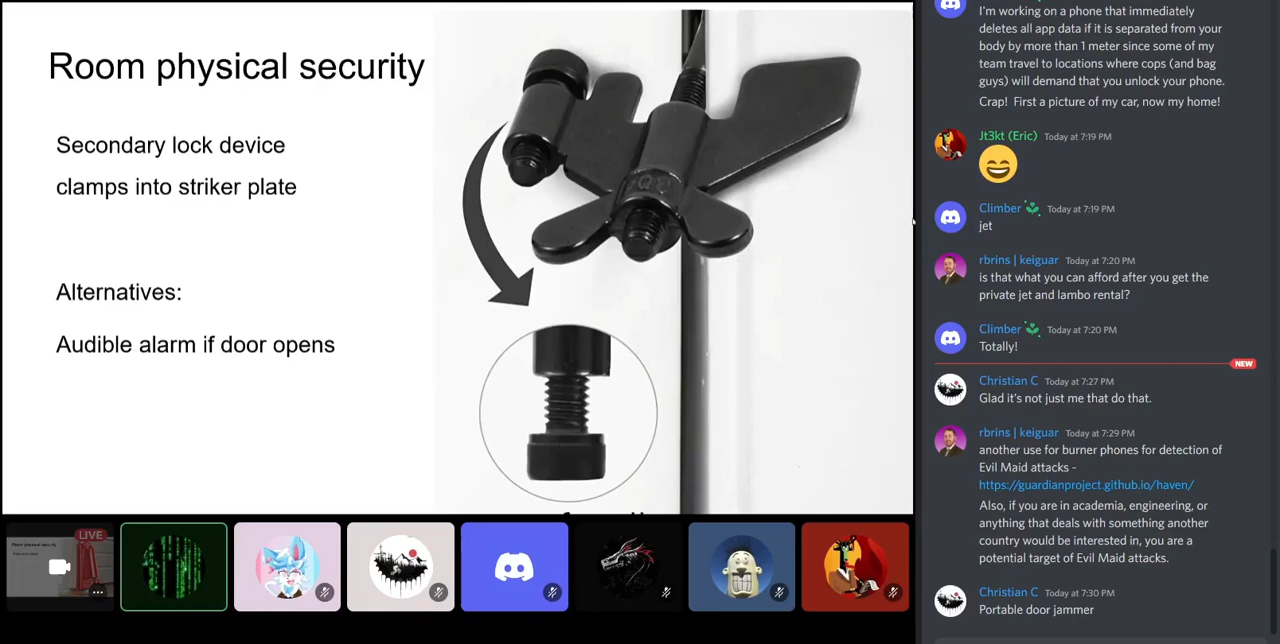 Room physical security
Secondary lock device
clamps into striker plate
Alternatives:
Audible alarm if door opens
LIVE
I'm working on a phone that immediately
deletes all app data if it is separated from your
body by more than 1 meter since some of my
team travel to locations where cops (and bag
guys) will demand that you unlock your phone.
Crap! First a picture of my car, now my home!
Jt3kt (Eric) Today at 7:19 PM
Climber Today at 7:19 PM
jet
rbrins | keiguar Today at 7:20 PM
is that what you can afford after you get the
private jet and lambo rental?
Climber Today at 7:20 PM
Totally!
NEW
Christian C Today at 7:27 PM
Glad it's not just me that do that.
rbrins | keiguar Today at 7:29 PM
another use for burner phones for detection of
Evil Maid attacks -
https://guardianproject.github.io/haven/
Also, if you are in academia, engineering, or
anything that deals with something another
country would be interested in, you are a
potential target of Evil Maid attacks.
Christian C Today at 7:30 PM
Portable door jammer